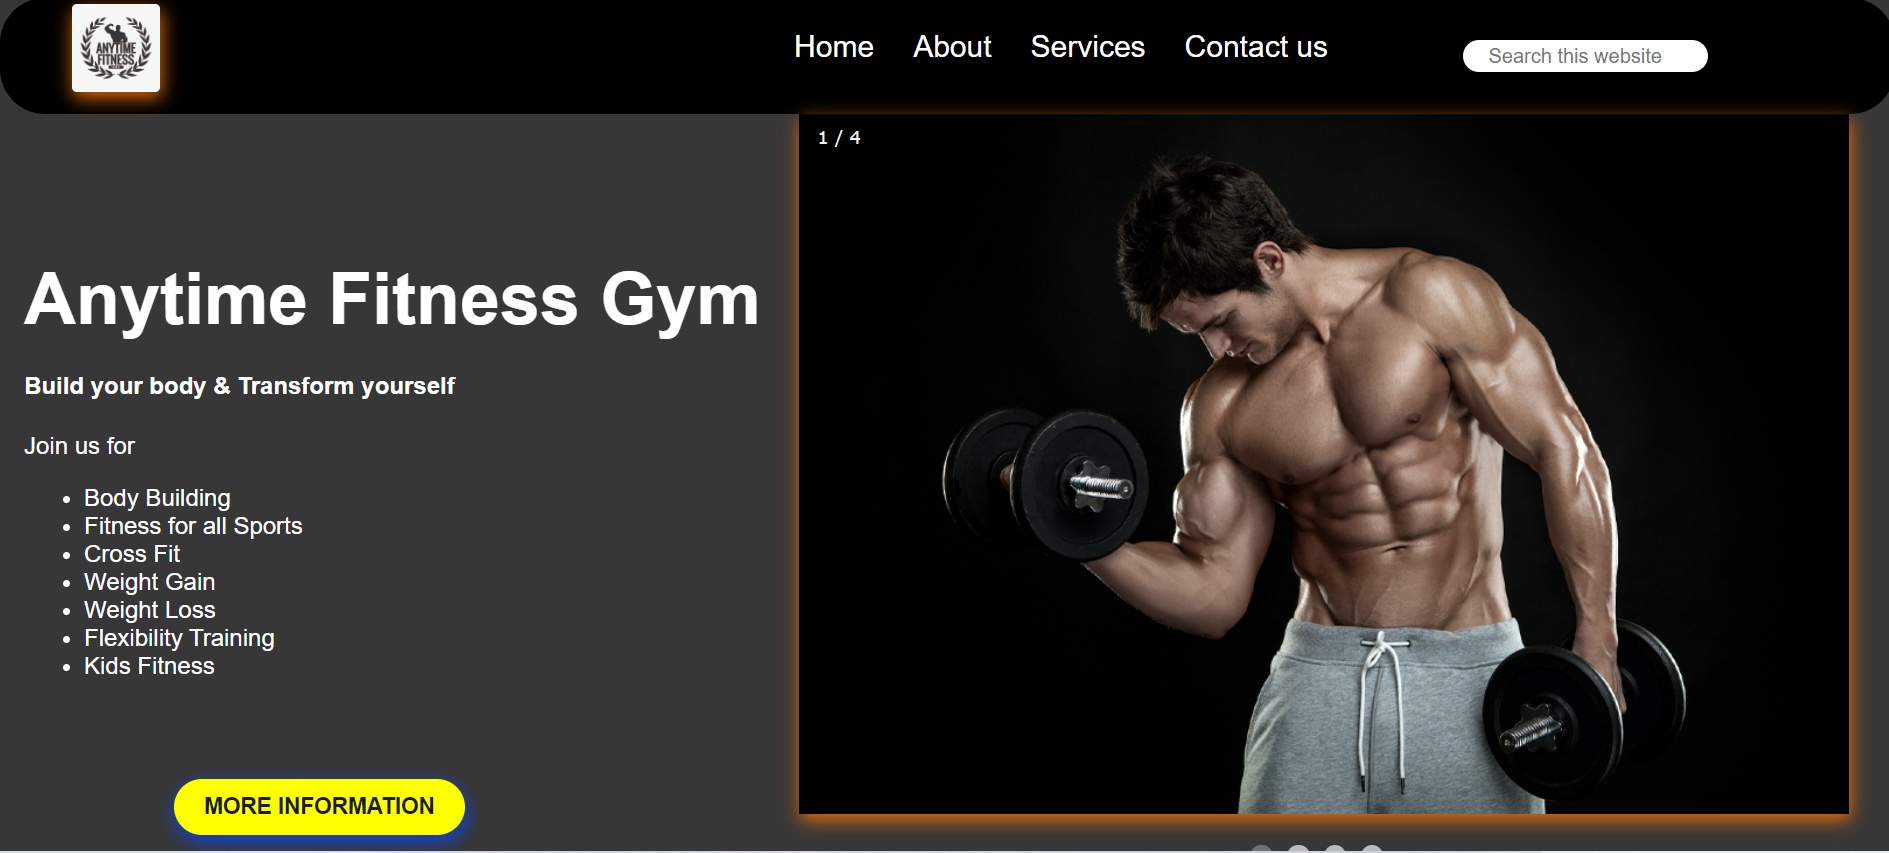 ANYTIME
FITNESS
Home About Services Contact us
Search this website
1 / 4
Anytime Fitness Gym
Build your body & Transform yourself
Join us for
• Body Building
• Fitness for all Sports
• Cross Fit
• Weight Gain
• Weight Loss
• Flexibility Training
• Kids Fitness
MORE INFORMATION